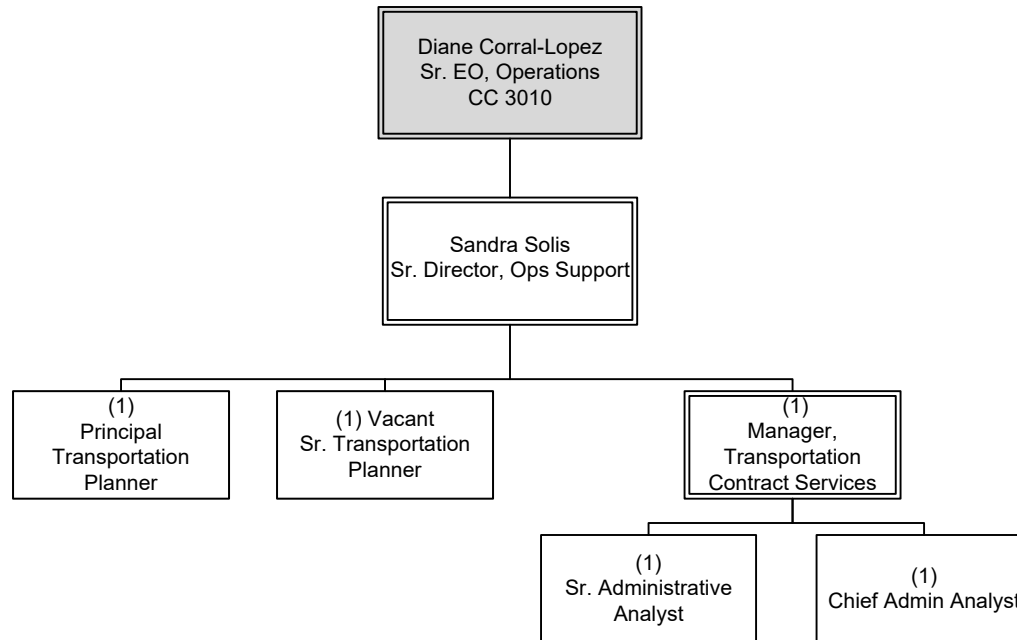 Diane Corral-Lopez
Sr. EO, Operations
CC 3010
Sandra Solis
Sr. Director, Ops Support
(1)
Principal
Transportation
Planner
(1) Vacant
Sr. Transportation
Planner
(1)
Manager,
Transportation
Contract Services
(1)
Sr. Administrative
Analyst
(1)
Chief Admin Analyst